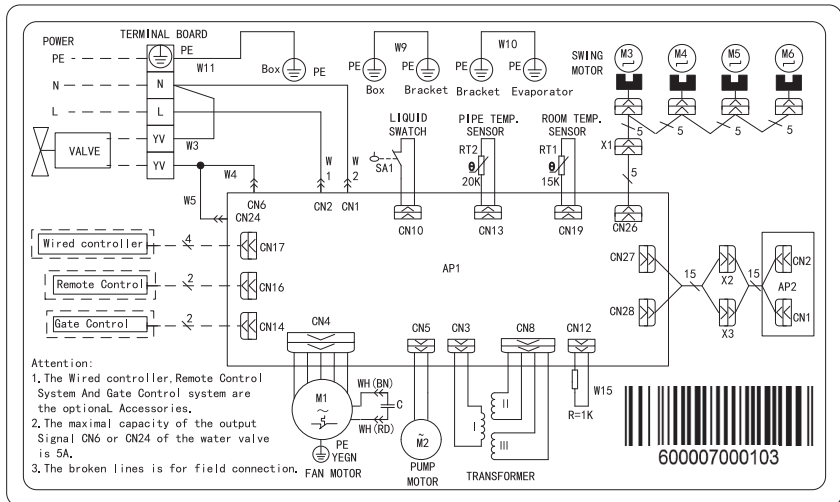 POWER
TERMINAL BOARD
PE
PE
W11
Box
PE
W9
PE
PE
Box
Bracket
W10
PE
PE
Bracket
Evaporator
SWING
MOTOR
M3
M4
M5
M6
N
N
L
L
YV
W3
VALVE
YV
W4
W5
W
1
W
2
LIQUID
SWATCH
SA1
PIPE TEMP.
SENSOR
RT2
θ
20K
ROOM TEMP.
SENSOR
RT1
θ
15K
5
5
5
5
X1
5
CN6
CN24
CN2
CN1
CN10
CN13
CN19
CN26
Wired controller
4
CN17
Remote Control
2
CN16
Gate Control
2
CN14
AP1
CN27
CN28
15
X2
X3
15
CN2
AP2
CN1
CN4
CN5
CN3
CN8
CN12
M1
~
WH(BN)
C
WH(RD)
PE
YEGN
FAN MOTOR
~
M2
PUMP
MOTOR
I
II
III
TRANSFORMER
W15
R=1K
Attention:
1. The Wired controller, Remote Control
System And Gate Control system are
the optionaL Accessories.
2. The maximal capacity of the output
Signal CN6 or CN24 of the water valve
is 5A.
3. The broken lines is for field connection.
600007000103